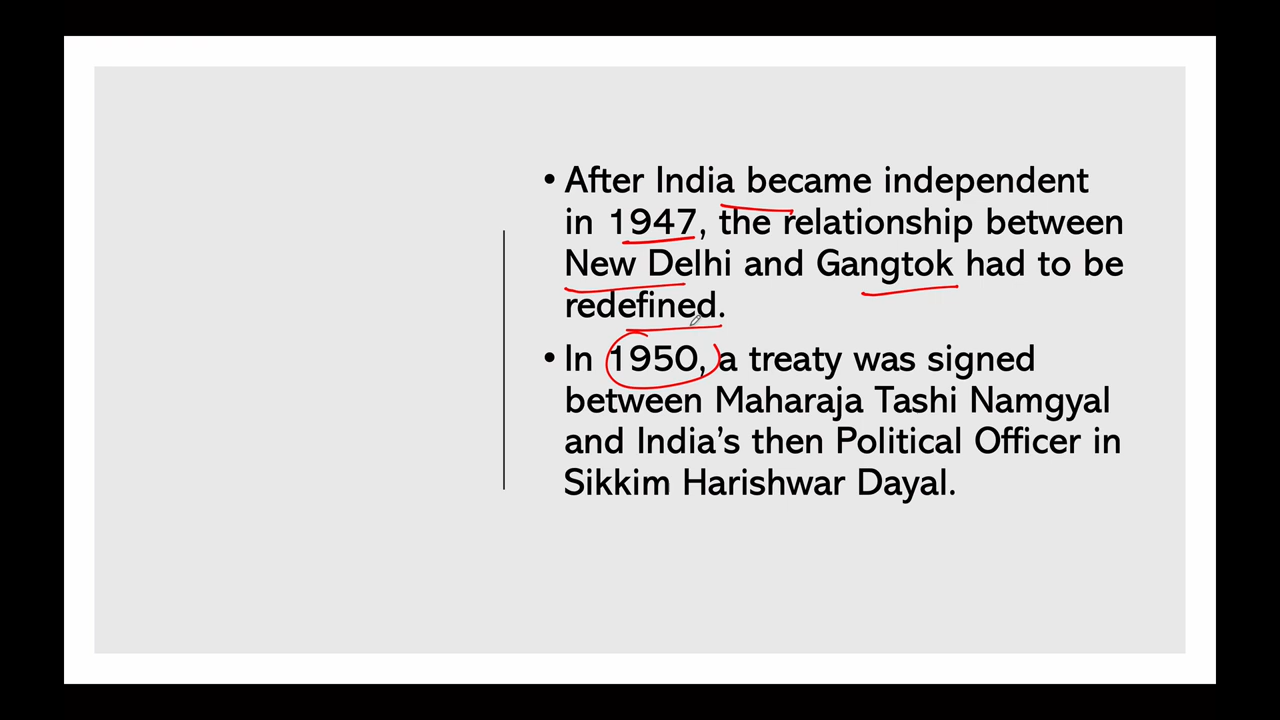 • After India became independent
in 1947, the relationship between
New Delhi and Gangtok had to be
redefined.
• In 1950, a treaty was signed
between Maharaja Tashi Namgyal
and India’s then Political Officer in
Sikkim Harishwar Dayal.